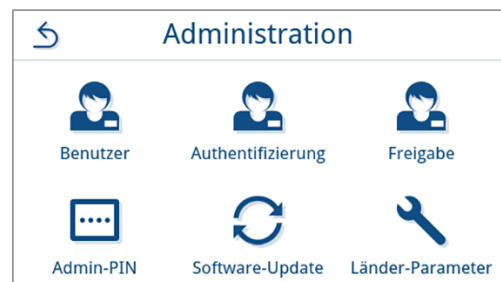 Administration
Benutzer
Authentifizierung
Freigabe
Admin-PIN
Software-Update
Länder-Parameter